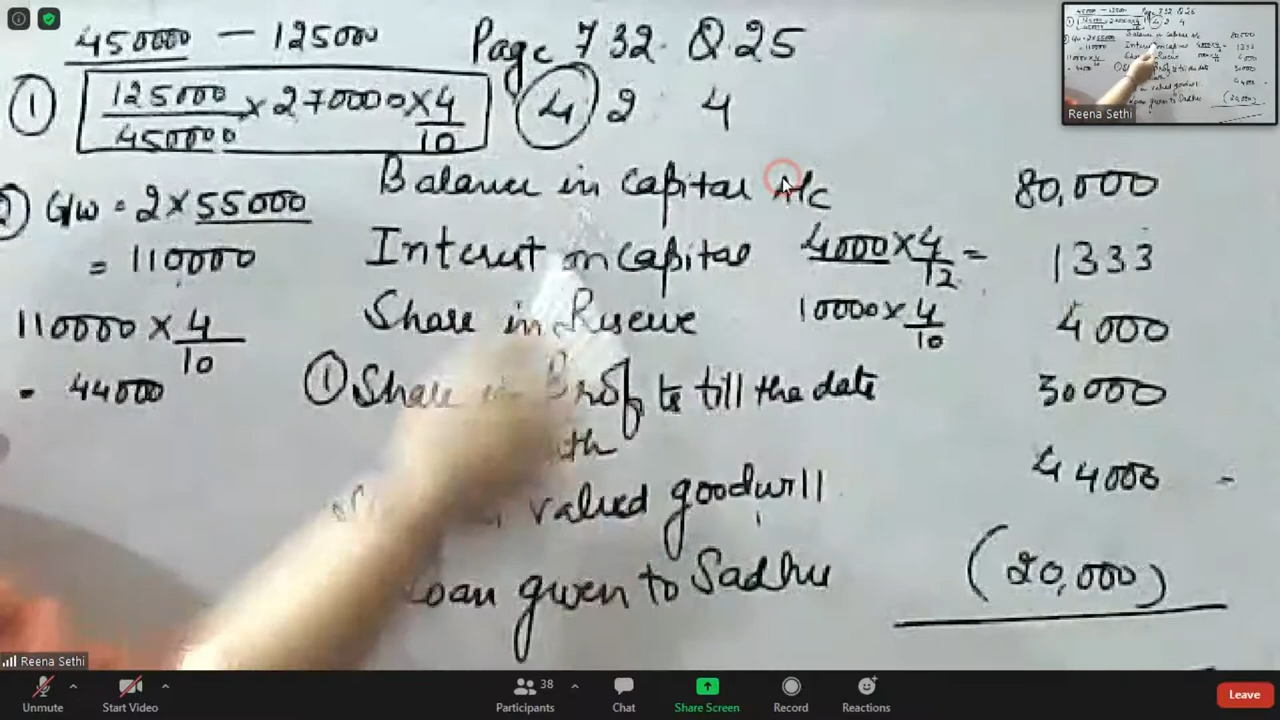 450000 - 125000 Page 732. Q.25
① 125000/450000 × 270000 × 4/10 ④ 2 4
Balance in capital A/c 80,000
② G/w = 2 × 55000
Interest on capital 4000 × 4/12 = 1333
= 110000
Share in Reserve 10000 × 4/10 4000
110000 × 4/10
= 44000
① Share in Profits till the date 30000
valued goodwill 44000 -
Loan given to Sadhu (20,000)
Reena Sethi
Reena Sethi
Unmute
Start Video
38
Participants
Chat
Share Screen
Record
Reactions
Leave